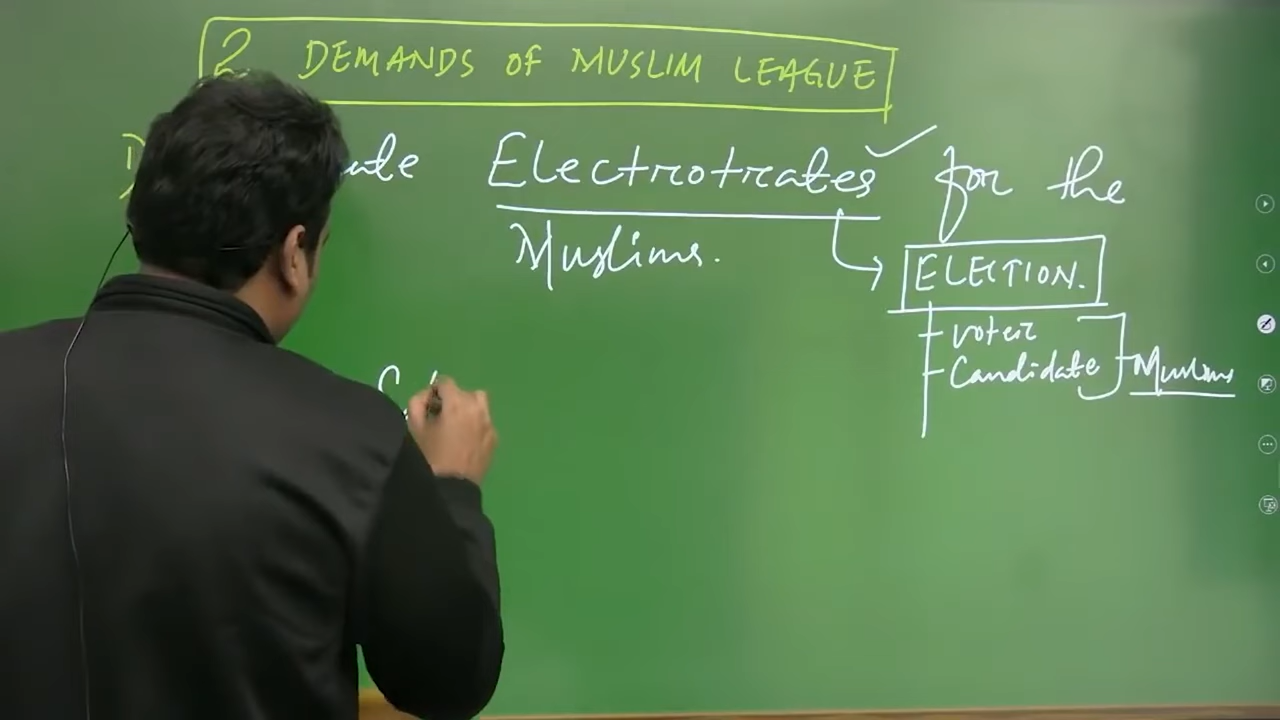 2 DEMANDS OF MUSLIM LEAGUE
Electrotrates for the
Muslims.
ELECTION.
voter
Candidate
Muslims